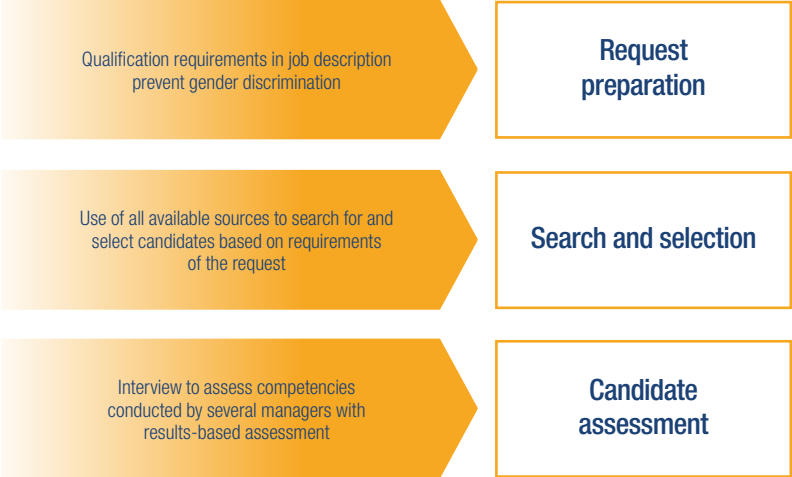 Qualification requirements in job description
prevent gender discrimination
Request
preparation
Use of all available sources to search for and
select candidates based on requirements
of the request
Search and selection
Interview to assess competencies
conducted by several managers with
results-based assessment
Candidate
assessment